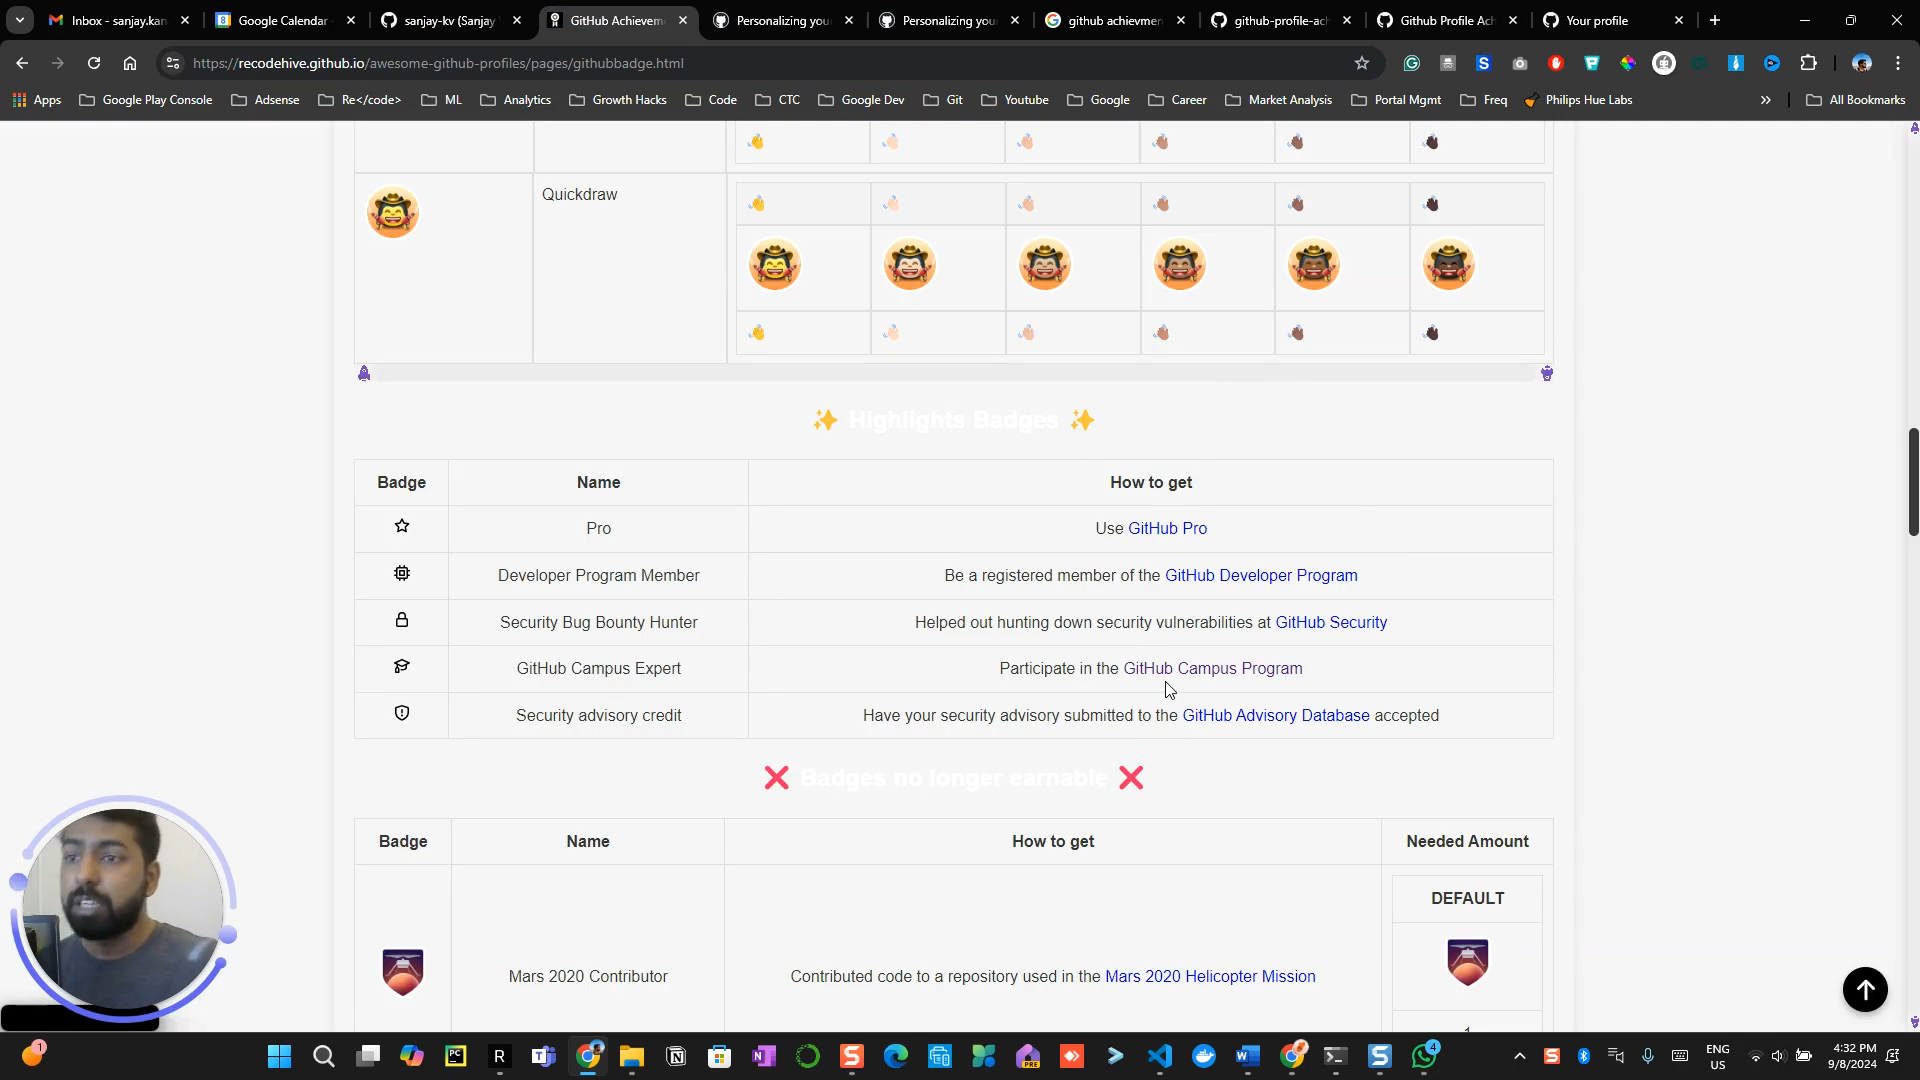 Inbox - sanjay.kan
Google Calendar
sanjay-kv (Sanjay
GitHub Achievem
Personalizing you
Personalizing you
github achievmen
github-profile-ac
Github Profile Ac
Your profile
https://recodehive.github.io/awesome-github-profiles/pages/githubbadge.html
Apps Google Play Console Adsense Re</code> ML Analytics Growth Hacks Code CTC Google Dev Git Youtube Google Career Market Analysis Portal Mgmt Freq Philips Hue Labs All Bookmarks
Quickdraw
Highlights Badges
Badge Name How to get
Pro Use GitHub Pro
Developer Program Member Be a registered member of the GitHub Developer Program
Security Bug Bounty Hunter Helped out hunting down security vulnerabilities at GitHub Security
GitHub Campus Expert Participate in the GitHub Campus Program
Security advisory credit Have your security advisory submitted to the GitHub Advisory Database accepted
Badges no longer earnable
Badge Name How to get Needed Amount
DEFAULT
Mars 2020 Contributor Contributed code to a repository used in the Mars 2020 Helicopter Mission
1
PC
R
PRE
4
ENG
US
4:32 PM
9/8/2024